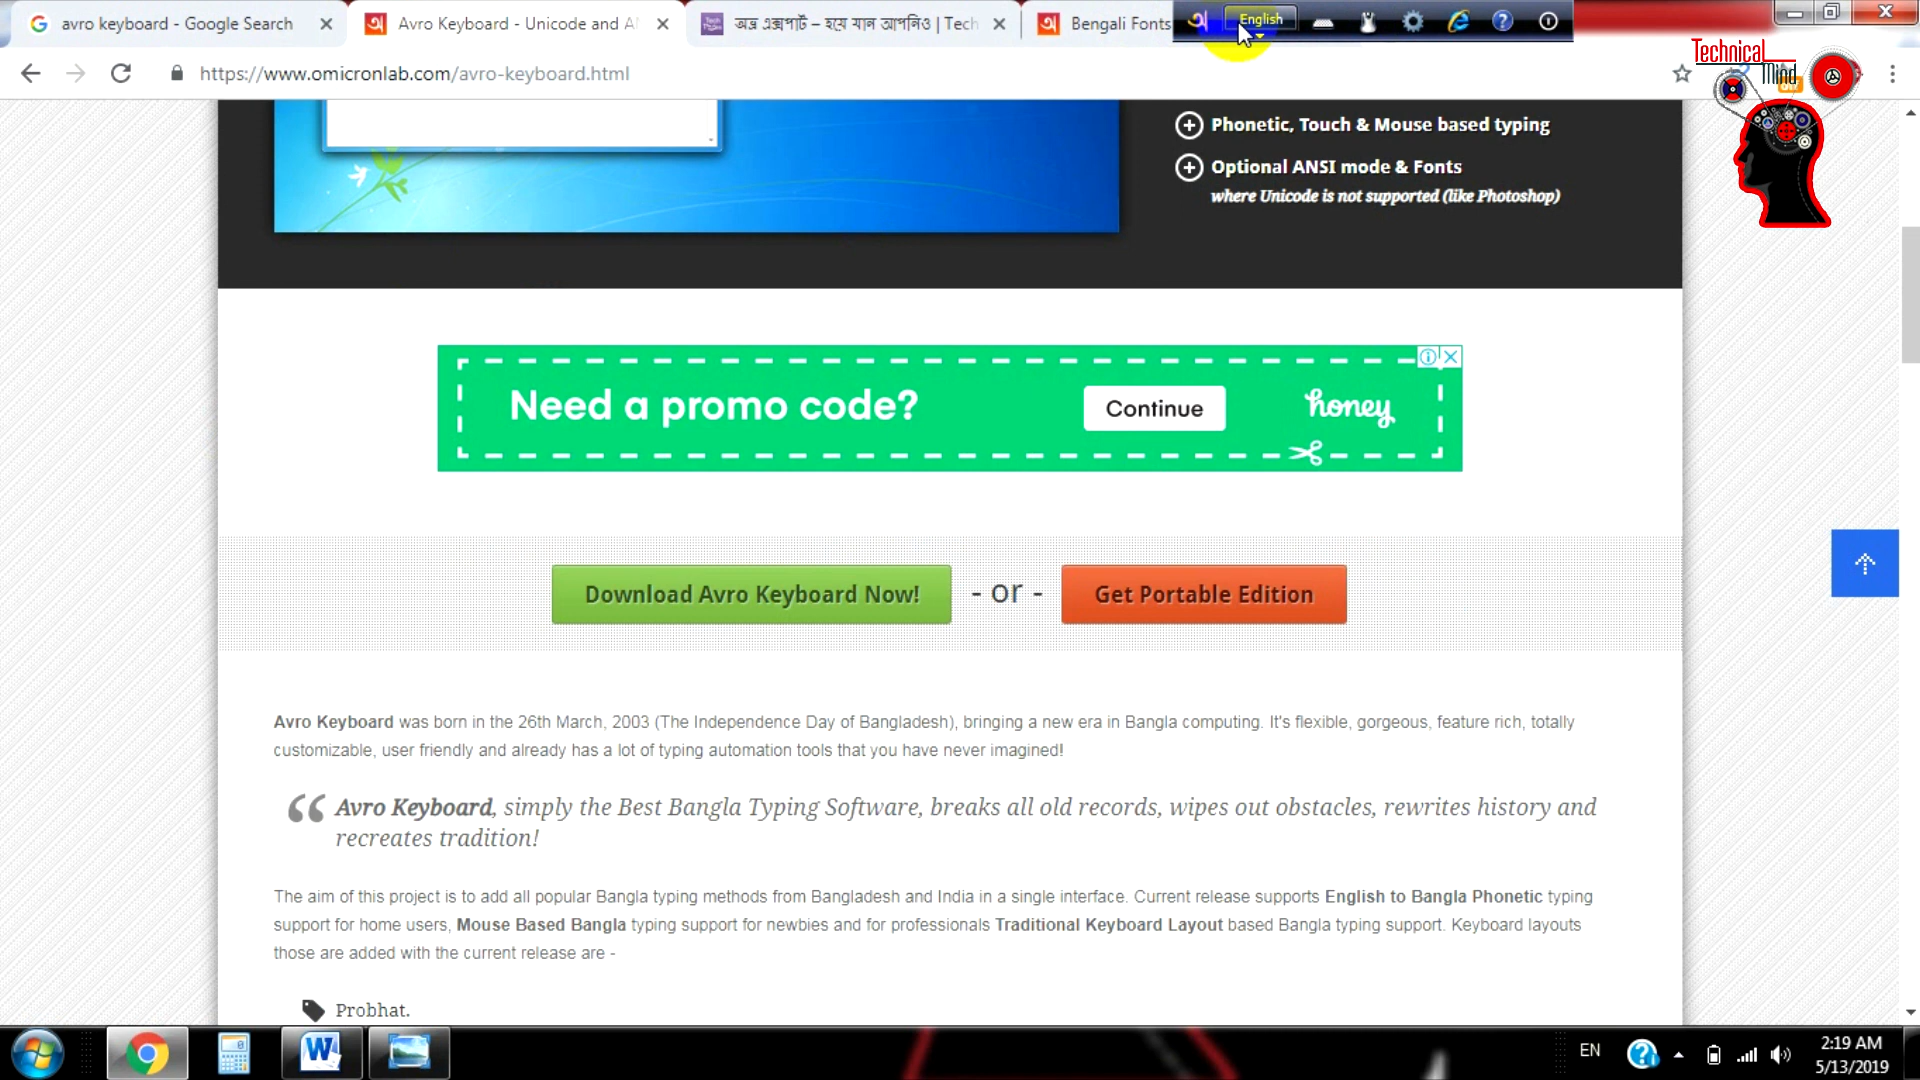 avro keyboard - Google Search
Avro Keyboard - Unicode and AN
অভ্র এক্সপার্ট – হয়ে যান আপনিও | Tech
Bengali Fonts
English
https://www.omicronlab.com/avro-keyboard.html
Technical
Mind
Phonetic, Touch & Mouse based typing
Optional ANSI mode & Fonts
where Unicode is not supported (like Photoshop)
Need a promo code?
Continue
honey
Download Avro Keyboard Now!
- or -
Get Portable Edition
Avro Keyboard was born in the 26th March, 2003 (The Independence Day of Bangladesh), bringing a new era in Bangla computing. It's flexible, gorgeous, feature rich, totally
customizable, user friendly and already has a lot of typing automation tools that you have never imagined!
“ Avro Keyboard, simply the Best Bangla Typing Software, breaks all old records, wipes out obstacles, rewrites history and
recreates tradition!
The aim of this project is to add all popular Bangla typing methods from Bangladesh and India in a single interface. Current release supports English to Bangla Phonetic typing
support for home users, Mouse Based Bangla typing support for newbies and for professionals Traditional Keyboard Layout based Bangla typing support. Keyboard layouts
those are added with the current release are -
Probhat.
EN
2:19 AM
5/13/2019